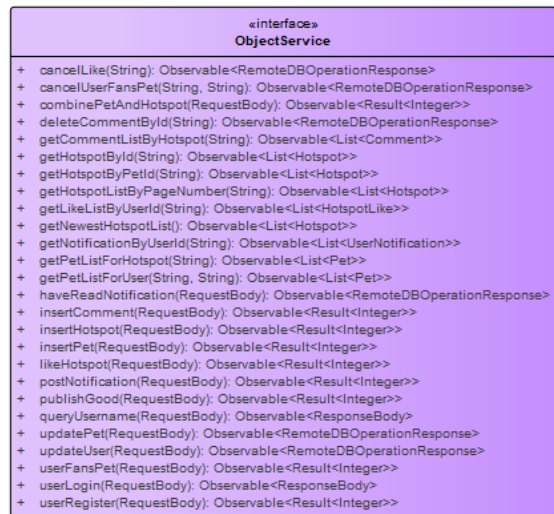 «interface»
ObjectService
+ cancelLike(String): Observable<RemoteDBOperationResponse>
+ cancelUserFansPet(String, String): Observable<RemoteDBOperationResponse>
+ combinePetAndHotspot(RequestBody): Observable<Result<Integer>>
+ deleteCommentById(String): Observable<RemoteDBOperationResponse>
+ getCommentListByHotspot(String): Observable<List<Comment>>
+ getHotspotById(String): Observable<List<Hotspot>>
+ getHotspotByPetId(String): Observable<List<Hotspot>>
+ getHotspotListByPageNumber(String): Observable<List<Hotspot>>
+ getLikeListByUserId(String): Observable<List<HotspotLike>>
+ getNewestHotspotList(): Observable<List<Hotspot>>
+ getNotificationByUserId(String): Observable<List<UserNotification>>
+ getPetListForHotspot(String): Observable<List<Pet>>
+ getPetListForUser(String, String): Observable<List<Pet>>
+ haveReadNotification(RequestBody): Observable<RemoteDBOperationResponse>
+ insertComment(RequestBody): Observable<Result<Integer>>
+ insertHotspot(RequestBody): Observable<Result<Integer>>
+ insertPet(RequestBody): Observable<Result<Integer>>
+ likeHotspot(RequestBody): Observable<Result<Integer>>
+ postNotification(RequestBody): Observable<Result<Integer>>
+ publishGood(RequestBody): Observable<Result<Integer>>
+ queryUsername(RequestBody): Observable<ResponseBody>
+ updatePet(RequestBody): Observable<RemoteDBOperationResponse>
+ updateUser(RequestBody): Observable<RemoteDBOperationResponse>
+ userFansPet(RequestBody): Observable<Result<Integer>>
+ userLogin(RequestBody): Observable<ResponseBody>
+ userRegister(RequestBody): Observable<Result<Integer>>